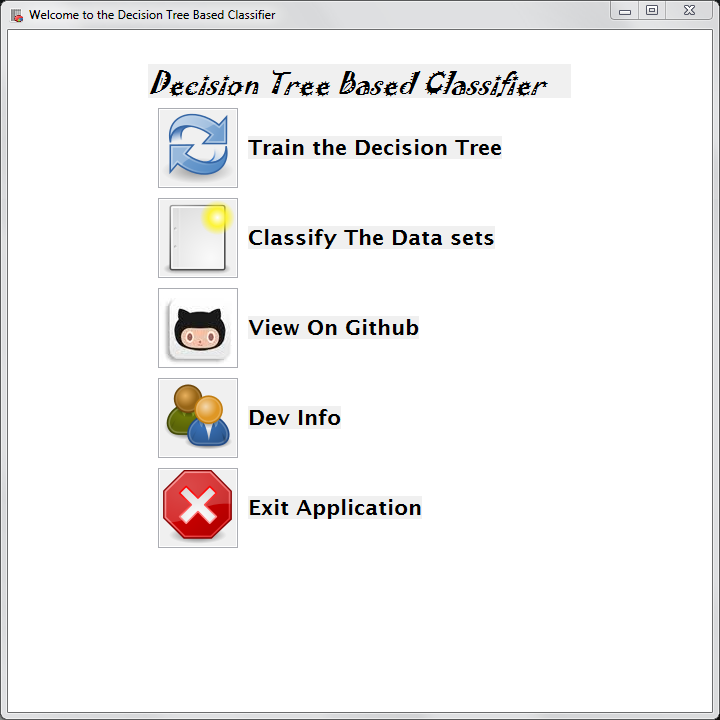 Welcome to the Decision Tree Based Classifier
Decision Tree Based Classifier
Train the Decision Tree
Classify The Data sets
View On Github
Dev Info
Exit Application